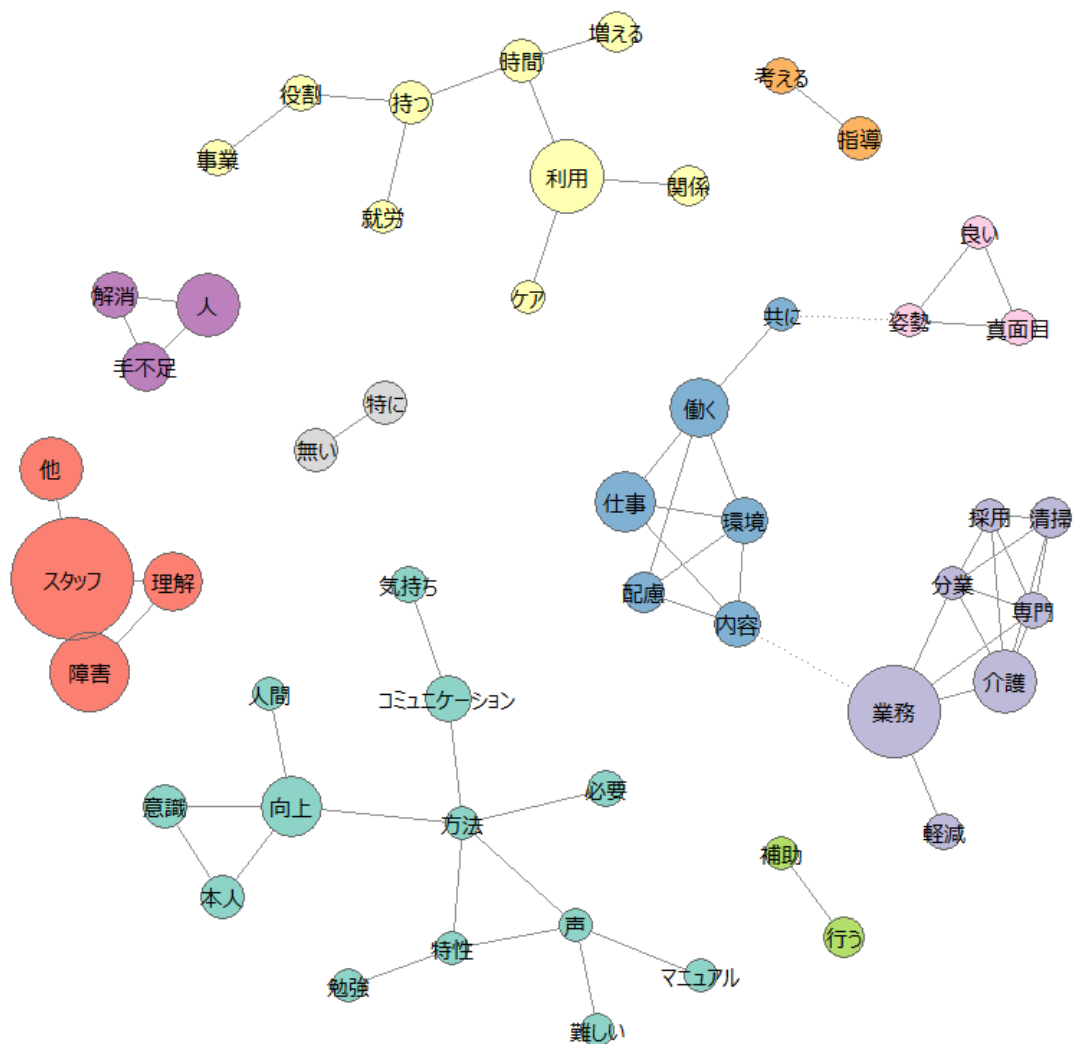 増える
時間
考える
役割
持つ
指導
事業
利用
関係
就労
良い
解消
人
ケア
共に
姿勢
真面目
手不足
特に
働く
無い
他
仕事
環境
採用
清掃
スタッフ
理解
気持ち
配慮
分業
専門
内容
障害
人間
コミュニケーション
介護
業務
意識
向上
方法
必要
軽減
補助
本人
声
行う
特性
勉強
マニュアル
難しい